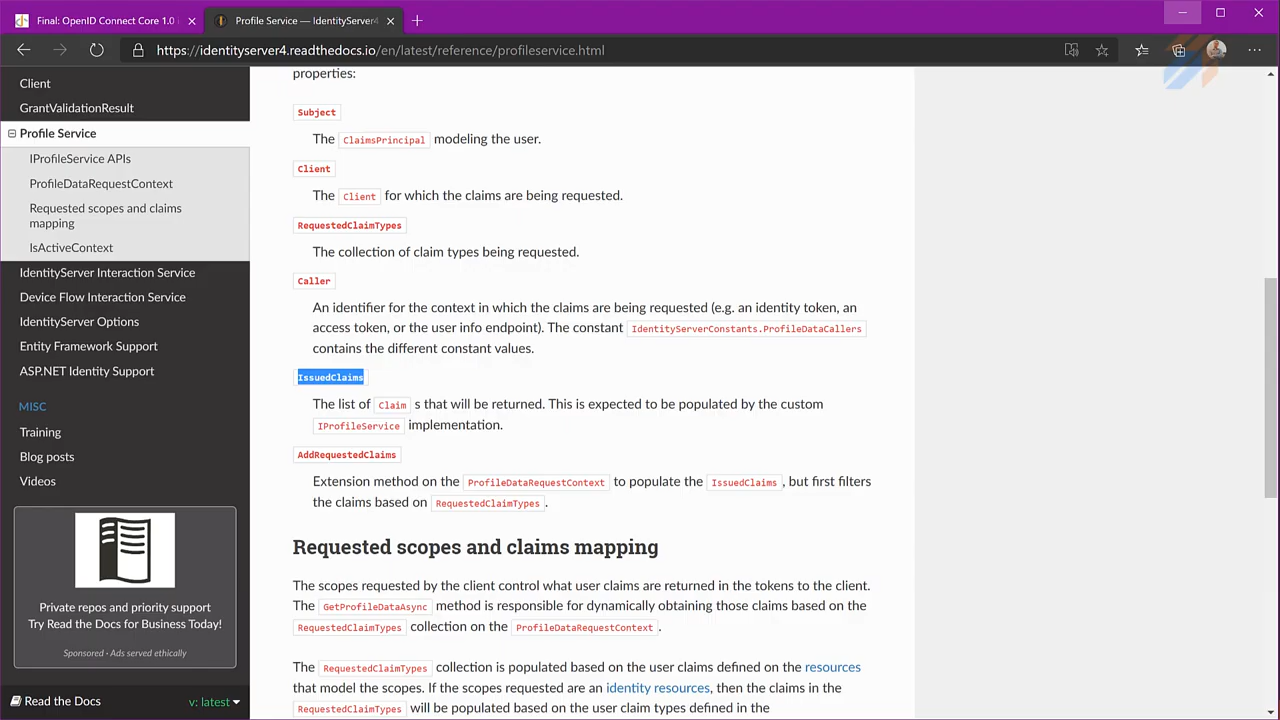 Final: OpenID Connect Core 1.0 i
Profile Service — IdentityServer4
https://identityserver4.readthedocs.io/en/latest/reference/profileservice.html
Client
GrantValidationResult
Profile Service
IProfileService APIs
ProfileDataRequestContext
Requested scopes and claims
mapping
IsActiveContext
IdentityServer Interaction Service
Device Flow Interaction Service
IdentityServer Options
Entity Framework Support
ASP.NET Identity Support
MISC
Training
Blog posts
Videos
Private repos and priority support
Try Read the Docs for Business Today!
Sponsored · Ads served ethically
Read the Docs
v: latest
properties:
Subject
The ClaimsPrincipal modeling the user.
Client
The Client for which the claims are being requested.
RequestedClaimTypes
The collection of claim types being requested.
Caller
An identifier for the context in which the claims are being requested (e.g. an identity token, an
access token, or the user info endpoint). The constant IdentityServerConstants.ProfileDataCallers
contains the different constant values.
IssuedClaims
The list of Claim s that will be returned. This is expected to be populated by the custom
IProfileService implementation.
AddRequestedClaims
Extension method on the ProfileDataRequestContext to populate the IssuedClaims, but first filters
the claims based on RequestedClaimTypes.
Requested scopes and claims mapping
The scopes requested by the client control what user claims are returned in the tokens to the client.
The GetProfileDataAsync method is responsible for dynamically obtaining those claims based on the
RequestedClaimTypes collection on the ProfileDataRequestContext.
The RequestedClaimTypes collection is populated based on the user claims defined on the resources
that model the scopes. If the scopes requested are an identity resources, then the claims in the
RequestedClaimTypes will be populated based on the user claim types defined in the